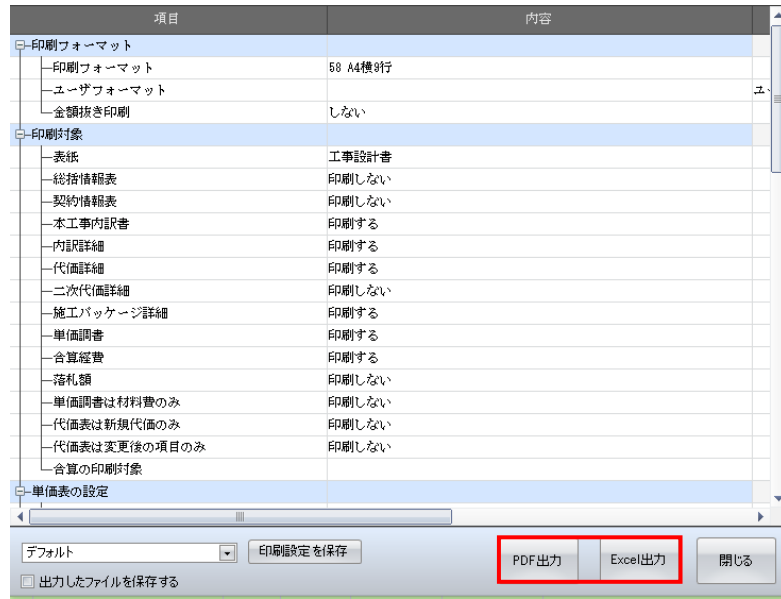 項目 内容
印刷フォーマット
印刷フォーマット 58 A4横9行
ユーザフォーマット ユ
金額抜き印刷 しない
印刷対象
表紙 工事設計書
総括情報表 印刷しない
契約情報表 印刷しない
本工事内訳書 印刷する
内訳詳細 印刷する
代価詳細 印刷する
二次代価詳細 印刷しない
施工パッケージ詳細 印刷する
単価調書 印刷する
合算経費 印刷する
落札額 印刷しない
単価調書は材料費のみ 印刷しない
代価表は新規代価のみ 印刷しない
代価表は変更後の項目のみ 印刷しない
合算の印刷対象
単価表の設定
デフォルト 印刷設定を保存 PDF出力 Excel出力 閉じる
出力したファイルを保存する